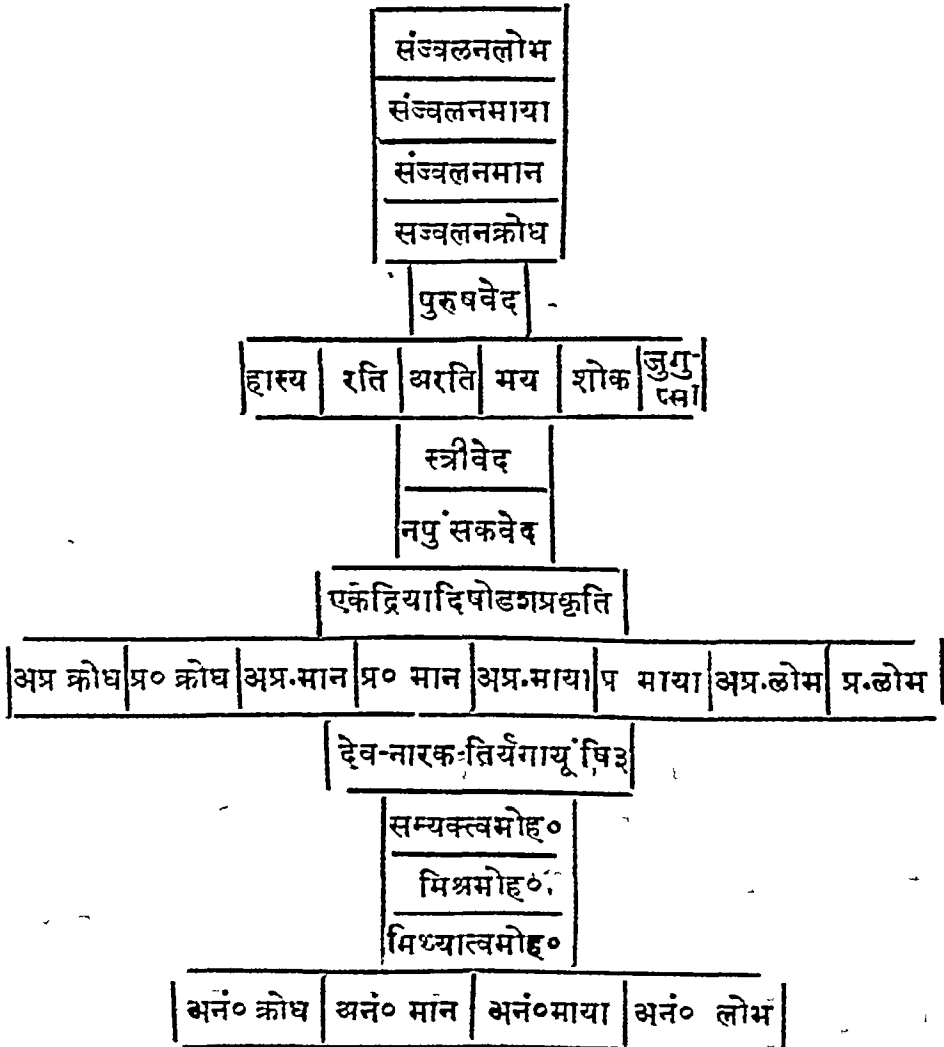 संज्वलनलोभ
संज्वलनमाया
संज्वलनमान
सज्वलनक्रोध
पुरुषवेद
हास्य रति अरति भय शोक जुगु-
प्सा
स्त्रीवेद
नपुंसकवेद
एकेंद्रियादिषोडशप्रकृति
अप्र क्रोध प्र० क्रोध अप्र.मान प्र० मान अप्र.माया प्र माया अप्र.लोभ प्र.लोभ
देव-नारक-तिर्यगायूंषि३
सम्यक्त्वमोह०
मिश्रमोह०
मिथ्यात्वमोह०
अनं० क्रोध अनं० मान अनं०माया अनं० लोभ